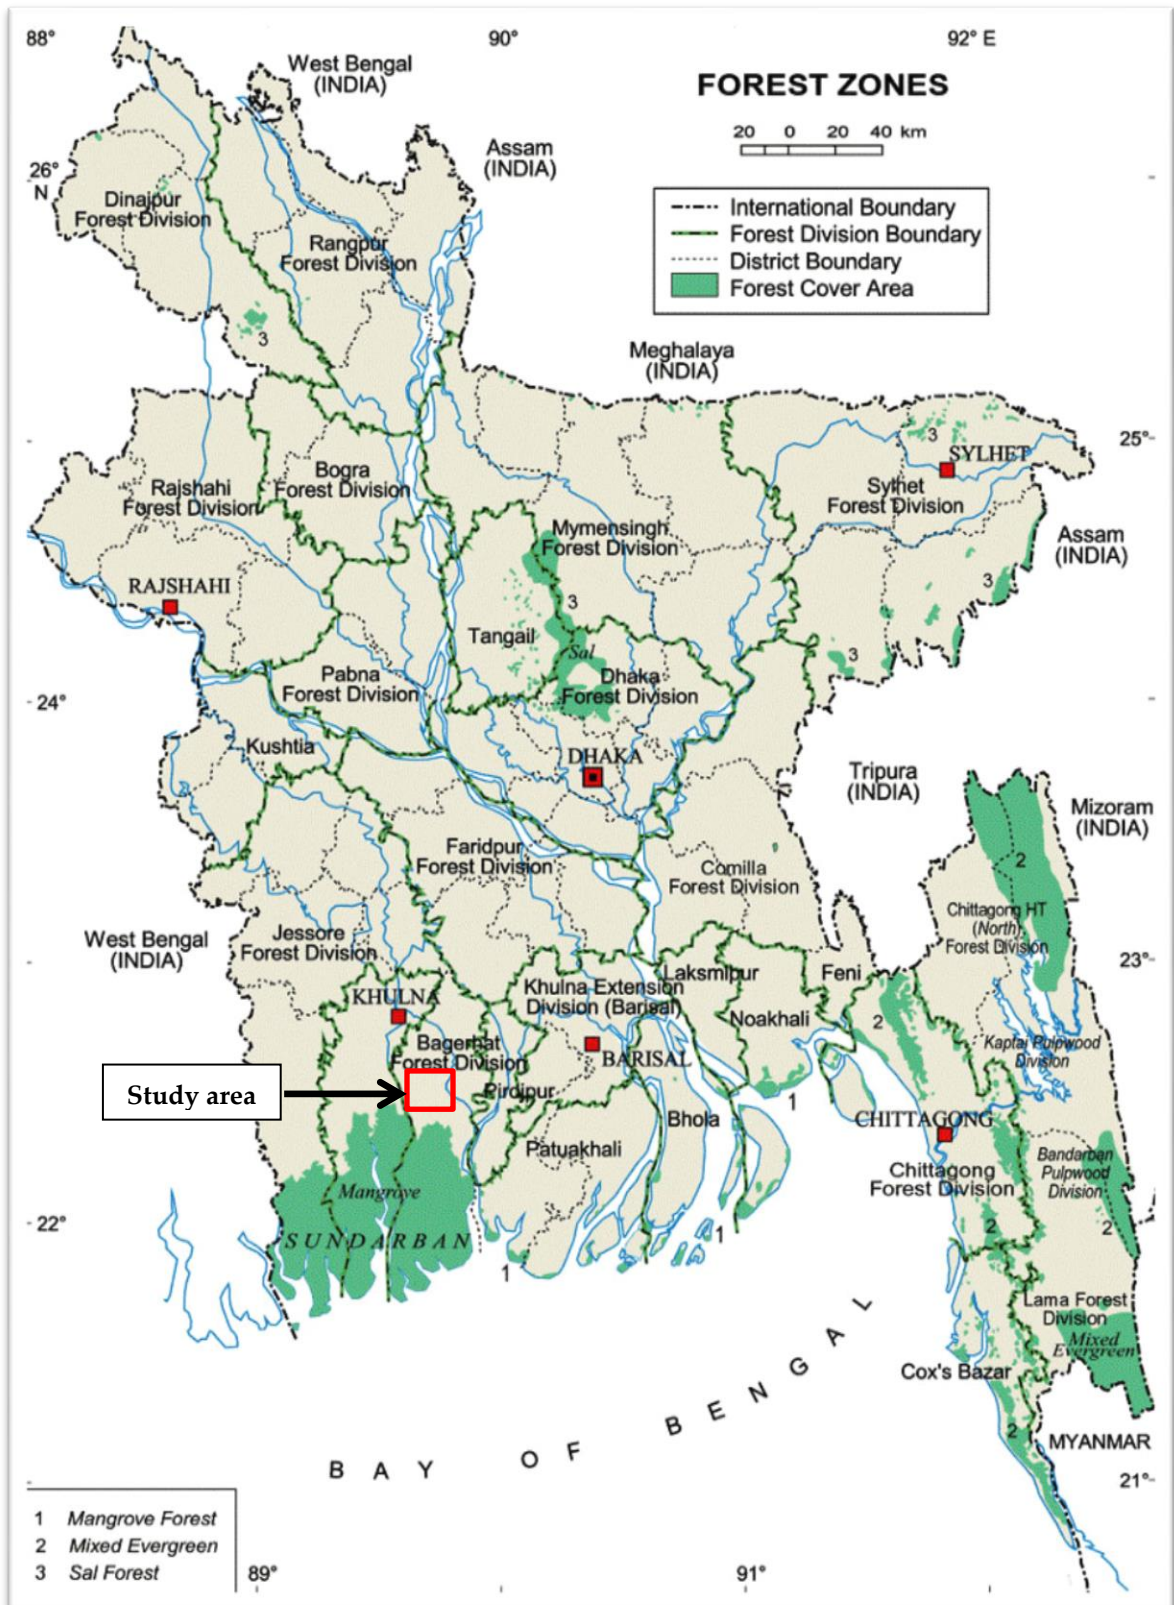 88°
90°
92° E
West Bengal
(INDIA)
FOREST ZONES
20 0 20 40 km
Assam
(INDIA)
26°
N
International Boundary
Forest Division Boundary
District Boundary
Forest Cover Area
Dinajpur
Forest Division
Rangpur
Forest Division
3
Meghalaya
(INDIA)
25°
3
SYLHET
Sylhet
Forest Division
Bogra
Forest Division
Rajshahi
Forest Division
Mymensingh
Forest Division
Assam
(INDIA)
RAJSHAHI
3
3
Tangail
Sal
3
Pabna
Forest Division
Dhaka
Forest Division
24°
Kushtia
DHAKA
Tripura
(INDIA)
Mizoram
(INDIA)
Faridpur
Forest Division
Comilla
Forest Division
2
Chittagong HT
(North)
Forest Division
West Bengal
(INDIA)
Jessore
Forest Division
23°
Laksmipur
Feni
Khulna Extension
Division (Barisal)
KHULNA
Noakhali
2
Bagerhat
Forest Division
Kaptai Pulpwood
Division
BARISAL
Study area
Pirojpur
1
Bhola
CHITTAGONG
Patuakhali
Chittagong
Forest Division
Bandarban
Pulpwood
Division
Mangrove
22°
SUNDARBAN
1
2
2
1
Lama Forest
Division
Mixed
Evergreen
Cox's Bazar
BAY OF BENGAL
2
MYANMAR
21°
1 Mangrove Forest
2 Mixed Evergreen
3 Sal Forest
89°
91°